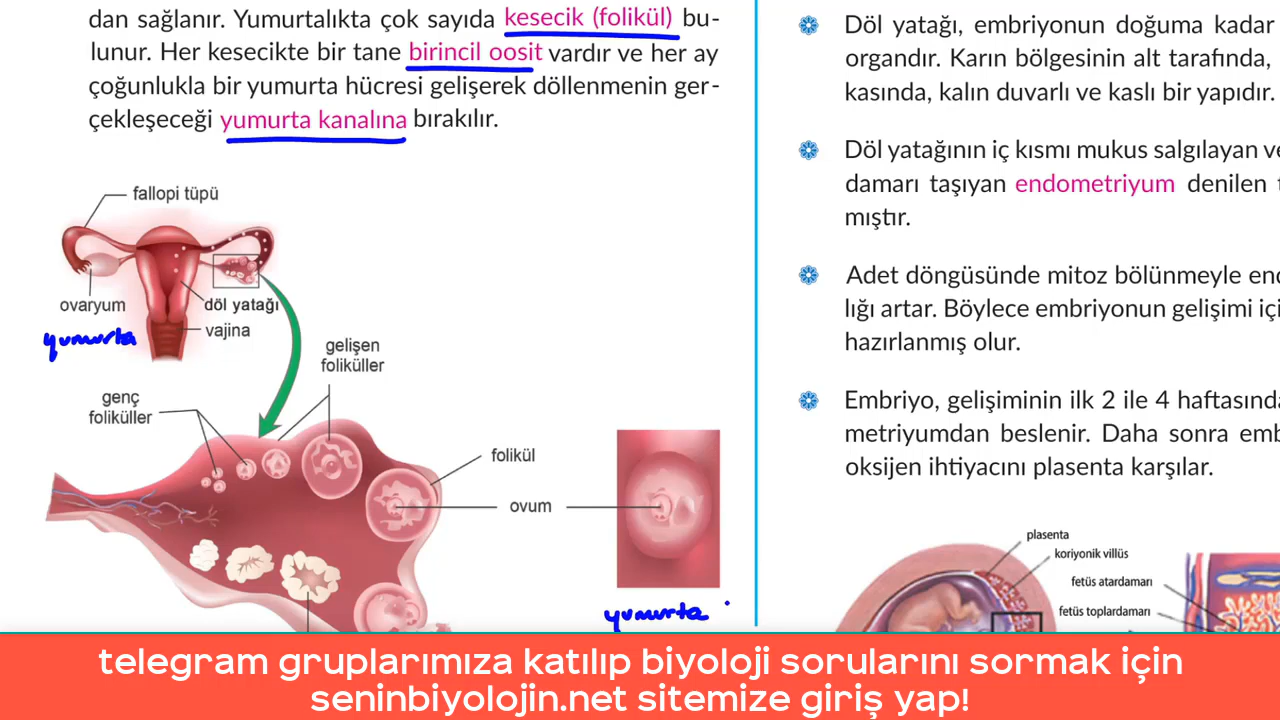 dan sağlanır. Yumurtalıkta çok sayıda kesecik (folikül) bu-
lunur. Her kesecikte bir tane birincil oosit vardır ve her ay
çoğunlukla bir yumurta hücresi gelişerek döllenmenin ger-
çekleşeceği yumurta kanalına bırakılır.
fallopi tüpü
ovaryum
döl yatağı
yumurta
vajina
gelişen
foliküller
genç
foliküller
folikül
ovum
yumurta
Döl yatağı, embriyonun doğuma kadar
organdır. Karın bölgesinin alt tarafında,
kasında, kalın duvarlı ve kaslı bir yapıdır.
Döl yatağının iç kısmı mukus salgılayan ve
damarı taşıyan endometriyum denilen
mıştır.
Adet döngüsünde mitoz bölünmeyle end
lığı artar. Böylece embriyonun gelişimi içi
hazırlanmış olur.
Embriyo, gelişiminin ilk 2 ile 4 haftasında
metriyumdan beslenir. Daha sonra emb
oksijen ihtiyacını plasenta karşılar.
plasenta
koriyonik villüs
fetüs atardamarı
fetüs toplardamarı
telegram gruplarımıza katılıp biyoloji sorularını sormak için
seninbiyolojin.net sitemize giriş yap!